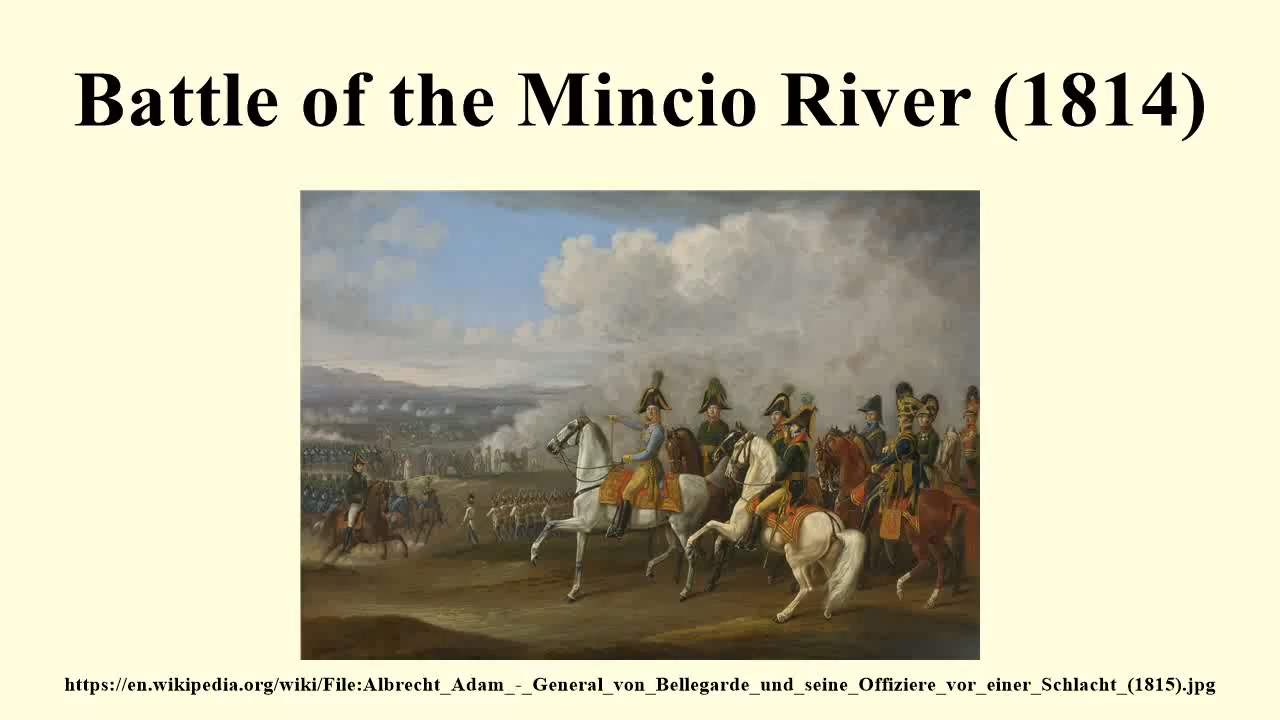 Battle of the Mincio River (1814)
https://en.wikipedia.org/wiki/File:Albrecht_Adam_-_General_von_Bellegarde_und_seine_Offiziere_vor_einer_Schlacht_(1815).jpg